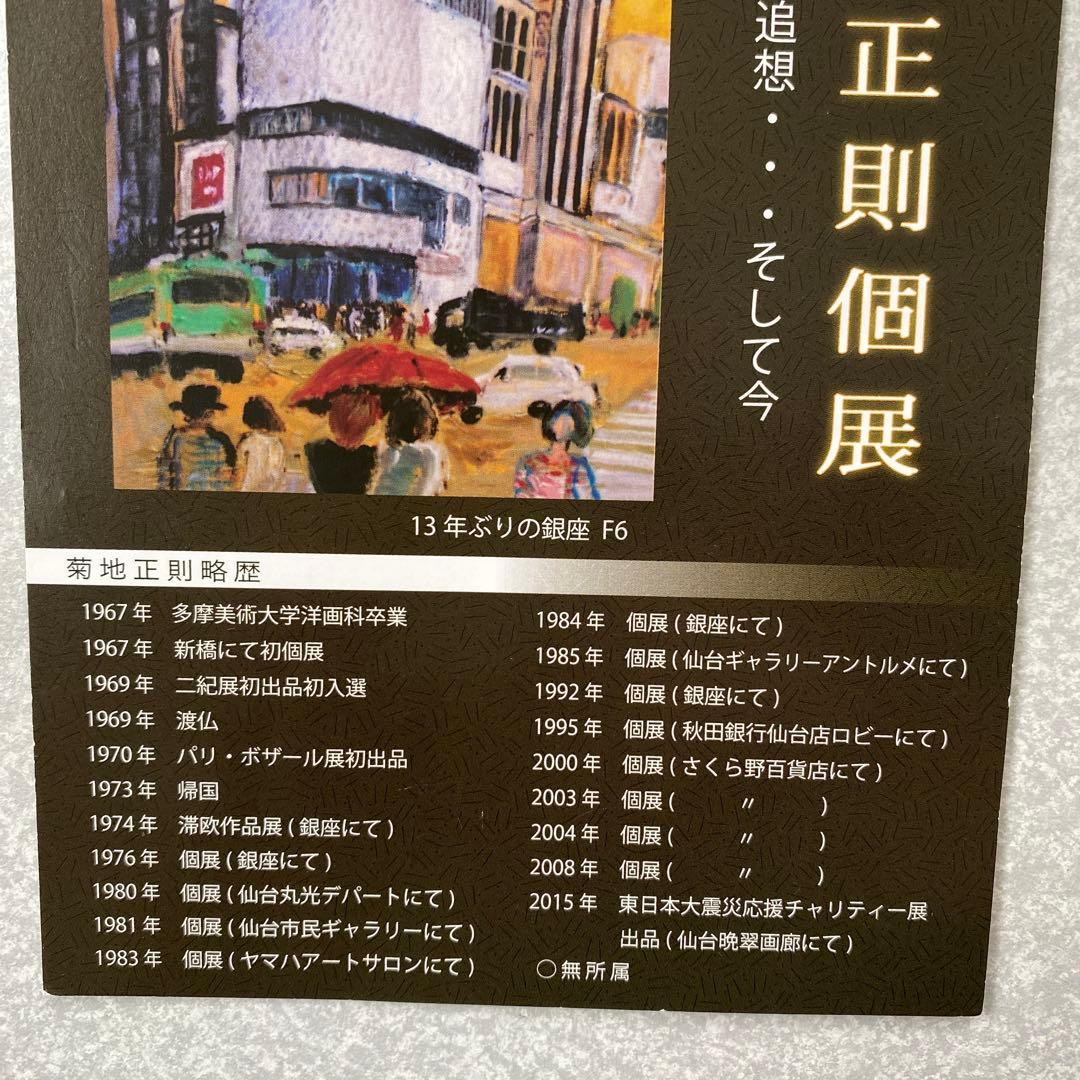 正則個展
追想・・・そして今
13年ぶりの銀座 F6
菊地正則略歴
1967年 多摩美術大学洋画科卒業
1967年 新橋にて初個展
1969年 二紀展初出品初入選
1969年 渡仏
1970年 パリ・ボザール展初出品
1973年 帰国
1974年 滞欧作品展(銀座にて)
1976年 個展(銀座にて)
1980年 個展(仙台丸光デパートにて)
1981年 個展(仙台市民ギャラリーにて)
1983年 個展(ヤマハアートサロンにて)
1984年 個展(銀座にて)
1985年 個展(仙台ギャラリーアントルメにて)
1992年 個展(銀座にて)
1995年 個展(秋田銀行仙台店ロビーにて)
2000年 個展(さくら野百貨店にて)
2003年 個展( 〃 )
2004年 個展( 〃 )
2008年 個展( 〃 )
2015年 東日本大震災応援チャリティー展
出品(仙台晩翠画廊にて)
○無所属